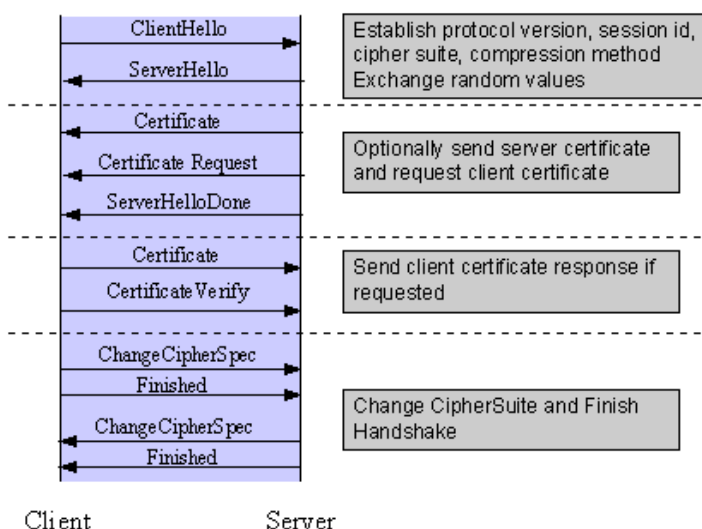 ClientHello
Establish protocol version, session id,
cipher suite, compression method
Exchange random values
ServerHello
Certificate
Optionally send server certificate
and request client certificate
Certificate Request
ServerHelloDone
Certificate
Send client certificate response if
requested
CertificateVerify
ChangeCipherSpec
Finished
Change CipherSuite and Finish
Handshake
ChangeCipherSpec
Finished
Client
Server